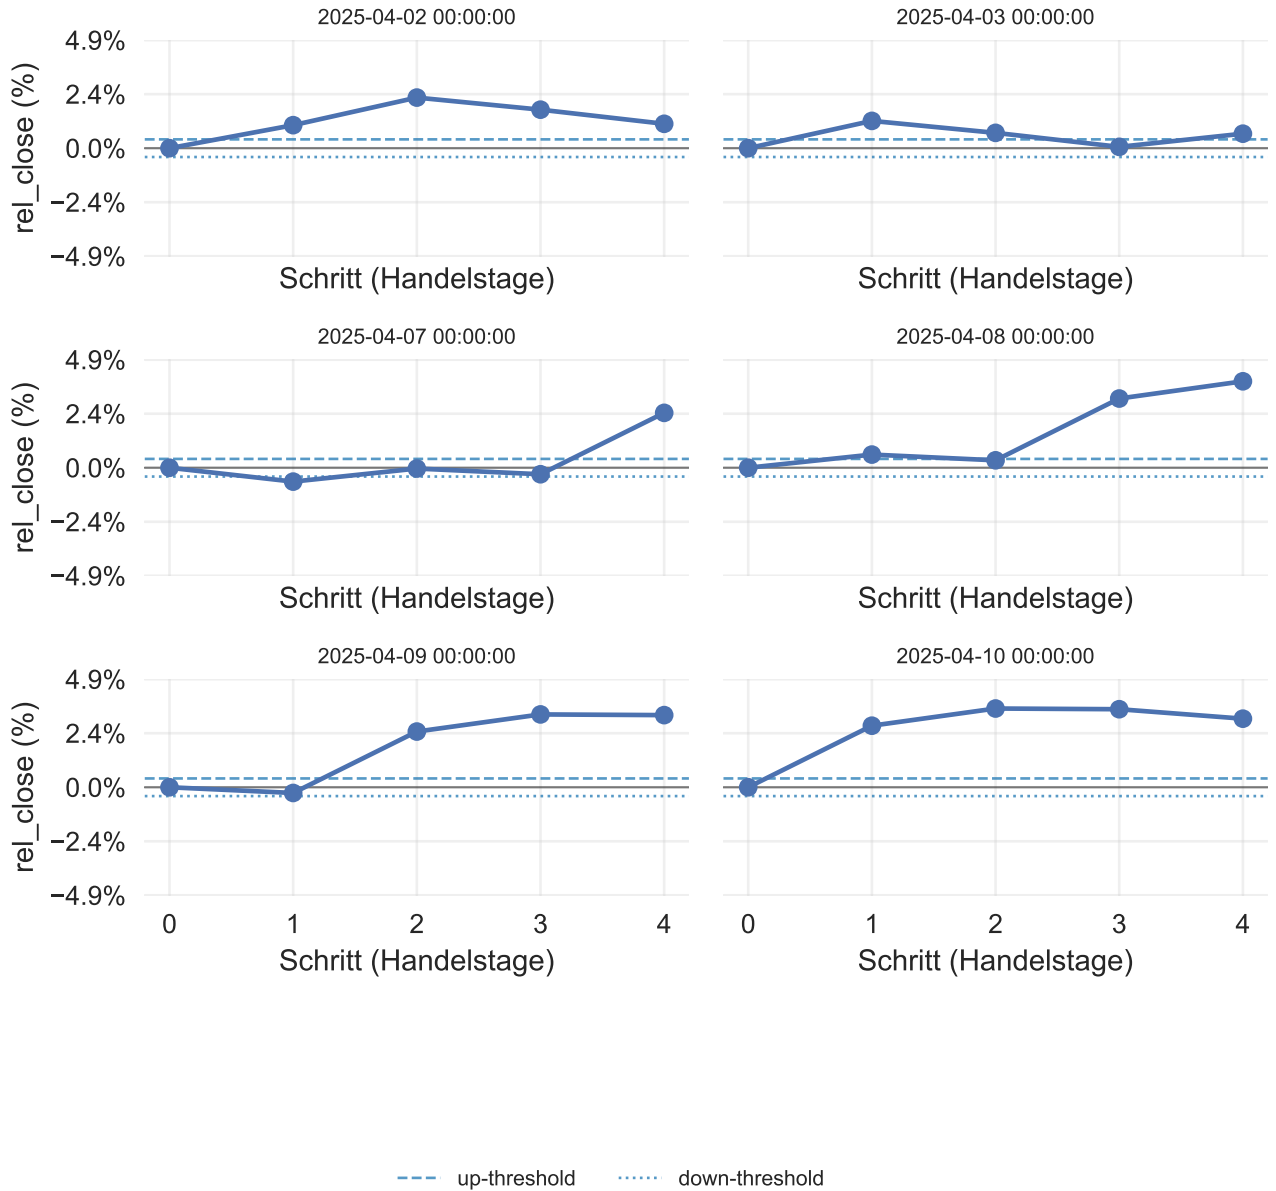 2025-04-02 00:00:00
2025-04-03 00:00:00
4.9%
2.4%
0.0%
−2.4%
−4.9%
rel_close (%)
Schritt (Handelstage)
Schritt (Handelstage)
2025-04-07 00:00:00
2025-04-08 00:00:00
4.9%
2.4%
0.0%
−2.4%
−4.9%
rel_close (%)
Schritt (Handelstage)
Schritt (Handelstage)
2025-04-09 00:00:00
2025-04-10 00:00:00
4.9%
2.4%
0.0%
−2.4%
−4.9%
rel_close (%)
0 1 2 3 4
0 1 2 3 4
Schritt (Handelstage)
Schritt (Handelstage)
up-threshold
down-threshold